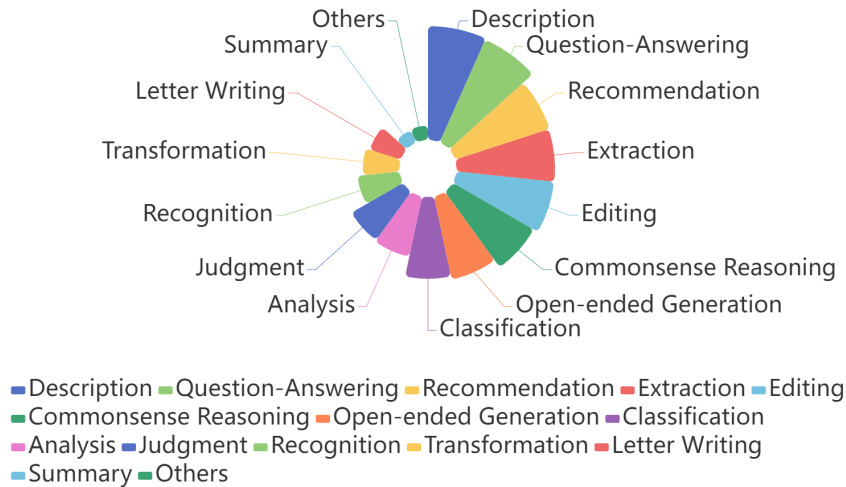 Others
Description
Summary
Question-Answering
Letter Writing
Recommendation
Transformation
Extraction
Recognition
Editing
Judgment
Commonsense Reasoning
Analysis
Open-ended Generation
Classification
Description Question-Answering Recommendation Extraction Editing
Commonsense Reasoning Open-ended Generation Classification
Analysis Judgment Recognition Transformation Letter Writing
Summary Others